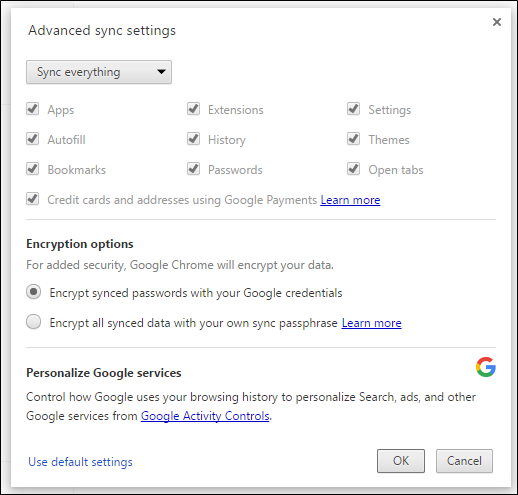 Advanced sync settings
Sync everything
Apps Extensions Settings
Autofill History Themes
Bookmarks Passwords Open tabs
Credit cards and addresses using Google Payments Learn more
Encryption options
For added security, Google Chrome will encrypt your data.
Encrypt synced passwords with your Google credentials
Encrypt all synced data with your own sync passphrase Learn more
Personalize Google services
Control how Google uses your browsing history to personalize Search, ads, and other
Google services from Google Activity Controls.
Use default settings OK Cancel